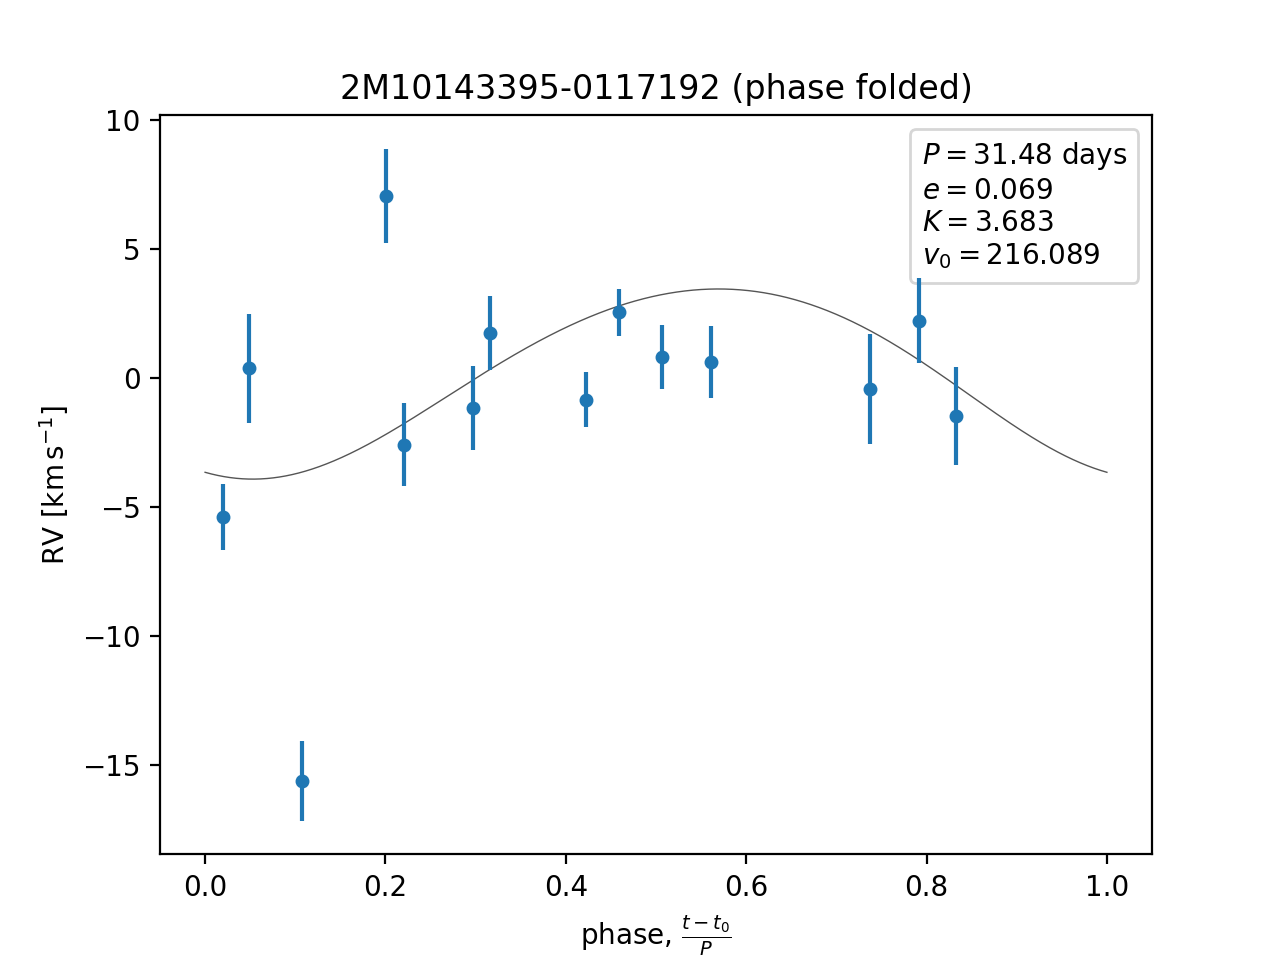 2M10143395-0117192 (phase folded)
P = 31.48 days
e = 0.069
K = 3.683
v₀ = 216.089
RV [km s⁻¹]
10
5
0
−5
−10
−15
0.0 0.2 0.4 0.6 0.8 1.0
phase, (t − t₀)/P